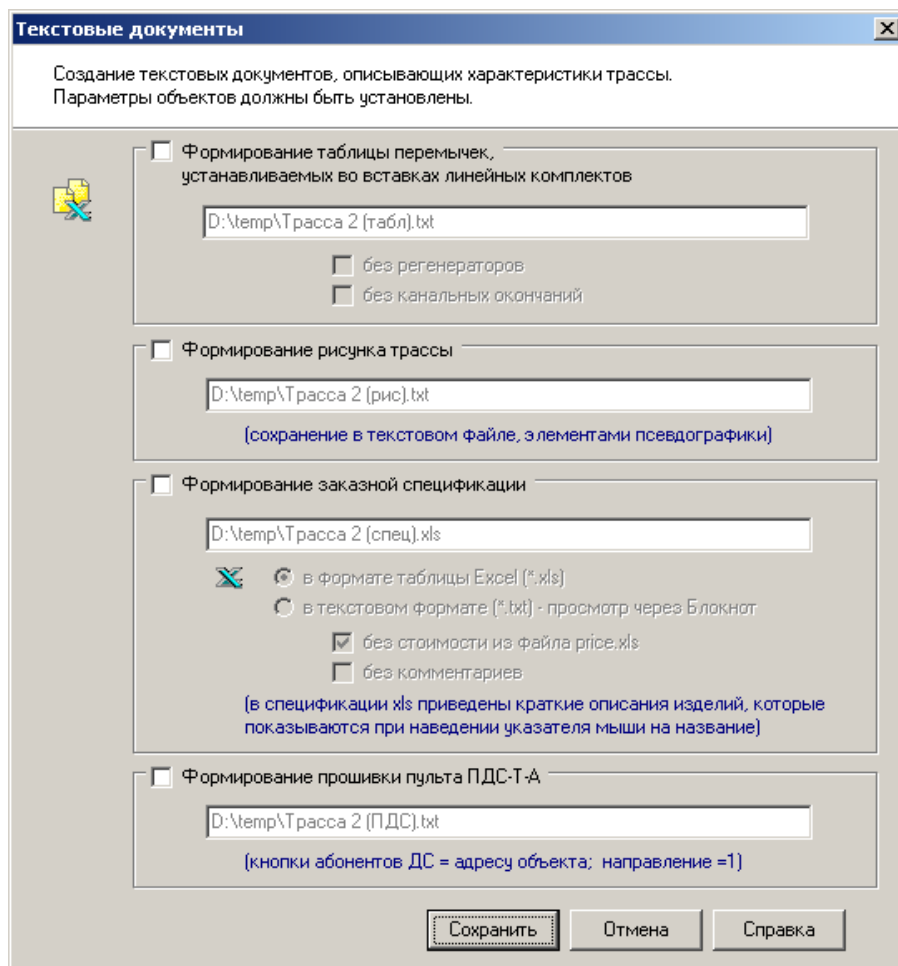 Текстовые документы
Создание текстовых документов, описывающих характеристики трассы.
Параметры объектов должны быть установлены.
Формирование таблицы перемычек,
устанавливаемых во вставках линейных комплектов
D:\temp\Трасса 2 (табл).txt
без регенераторов
без канальных окончаний
Формирование рисунка трассы
D:\temp\Трасса 2 (рис).txt
(сохранение в текстовом файле, элементами псевдографики)
Формирование заказной спецификации
D:\temp\Трасса 2 (спец).xls
в формате таблицы Excel (*.xls)
в текстовом формате (*.txt) - просмотр через Блокнот
без стоимости из файла price.xls
без комментариев
(в спецификации xls приведены краткие описания изделий, которые
показываются при наведении указателя мыши на название)
Формирование прошивки пульта ПДС-Т-А
D:\temp\Трасса 2 (ПДС).txt
(кнопки абонентов ДС = адресу объекта;  направление =1)
Сохранить Отмена Справка